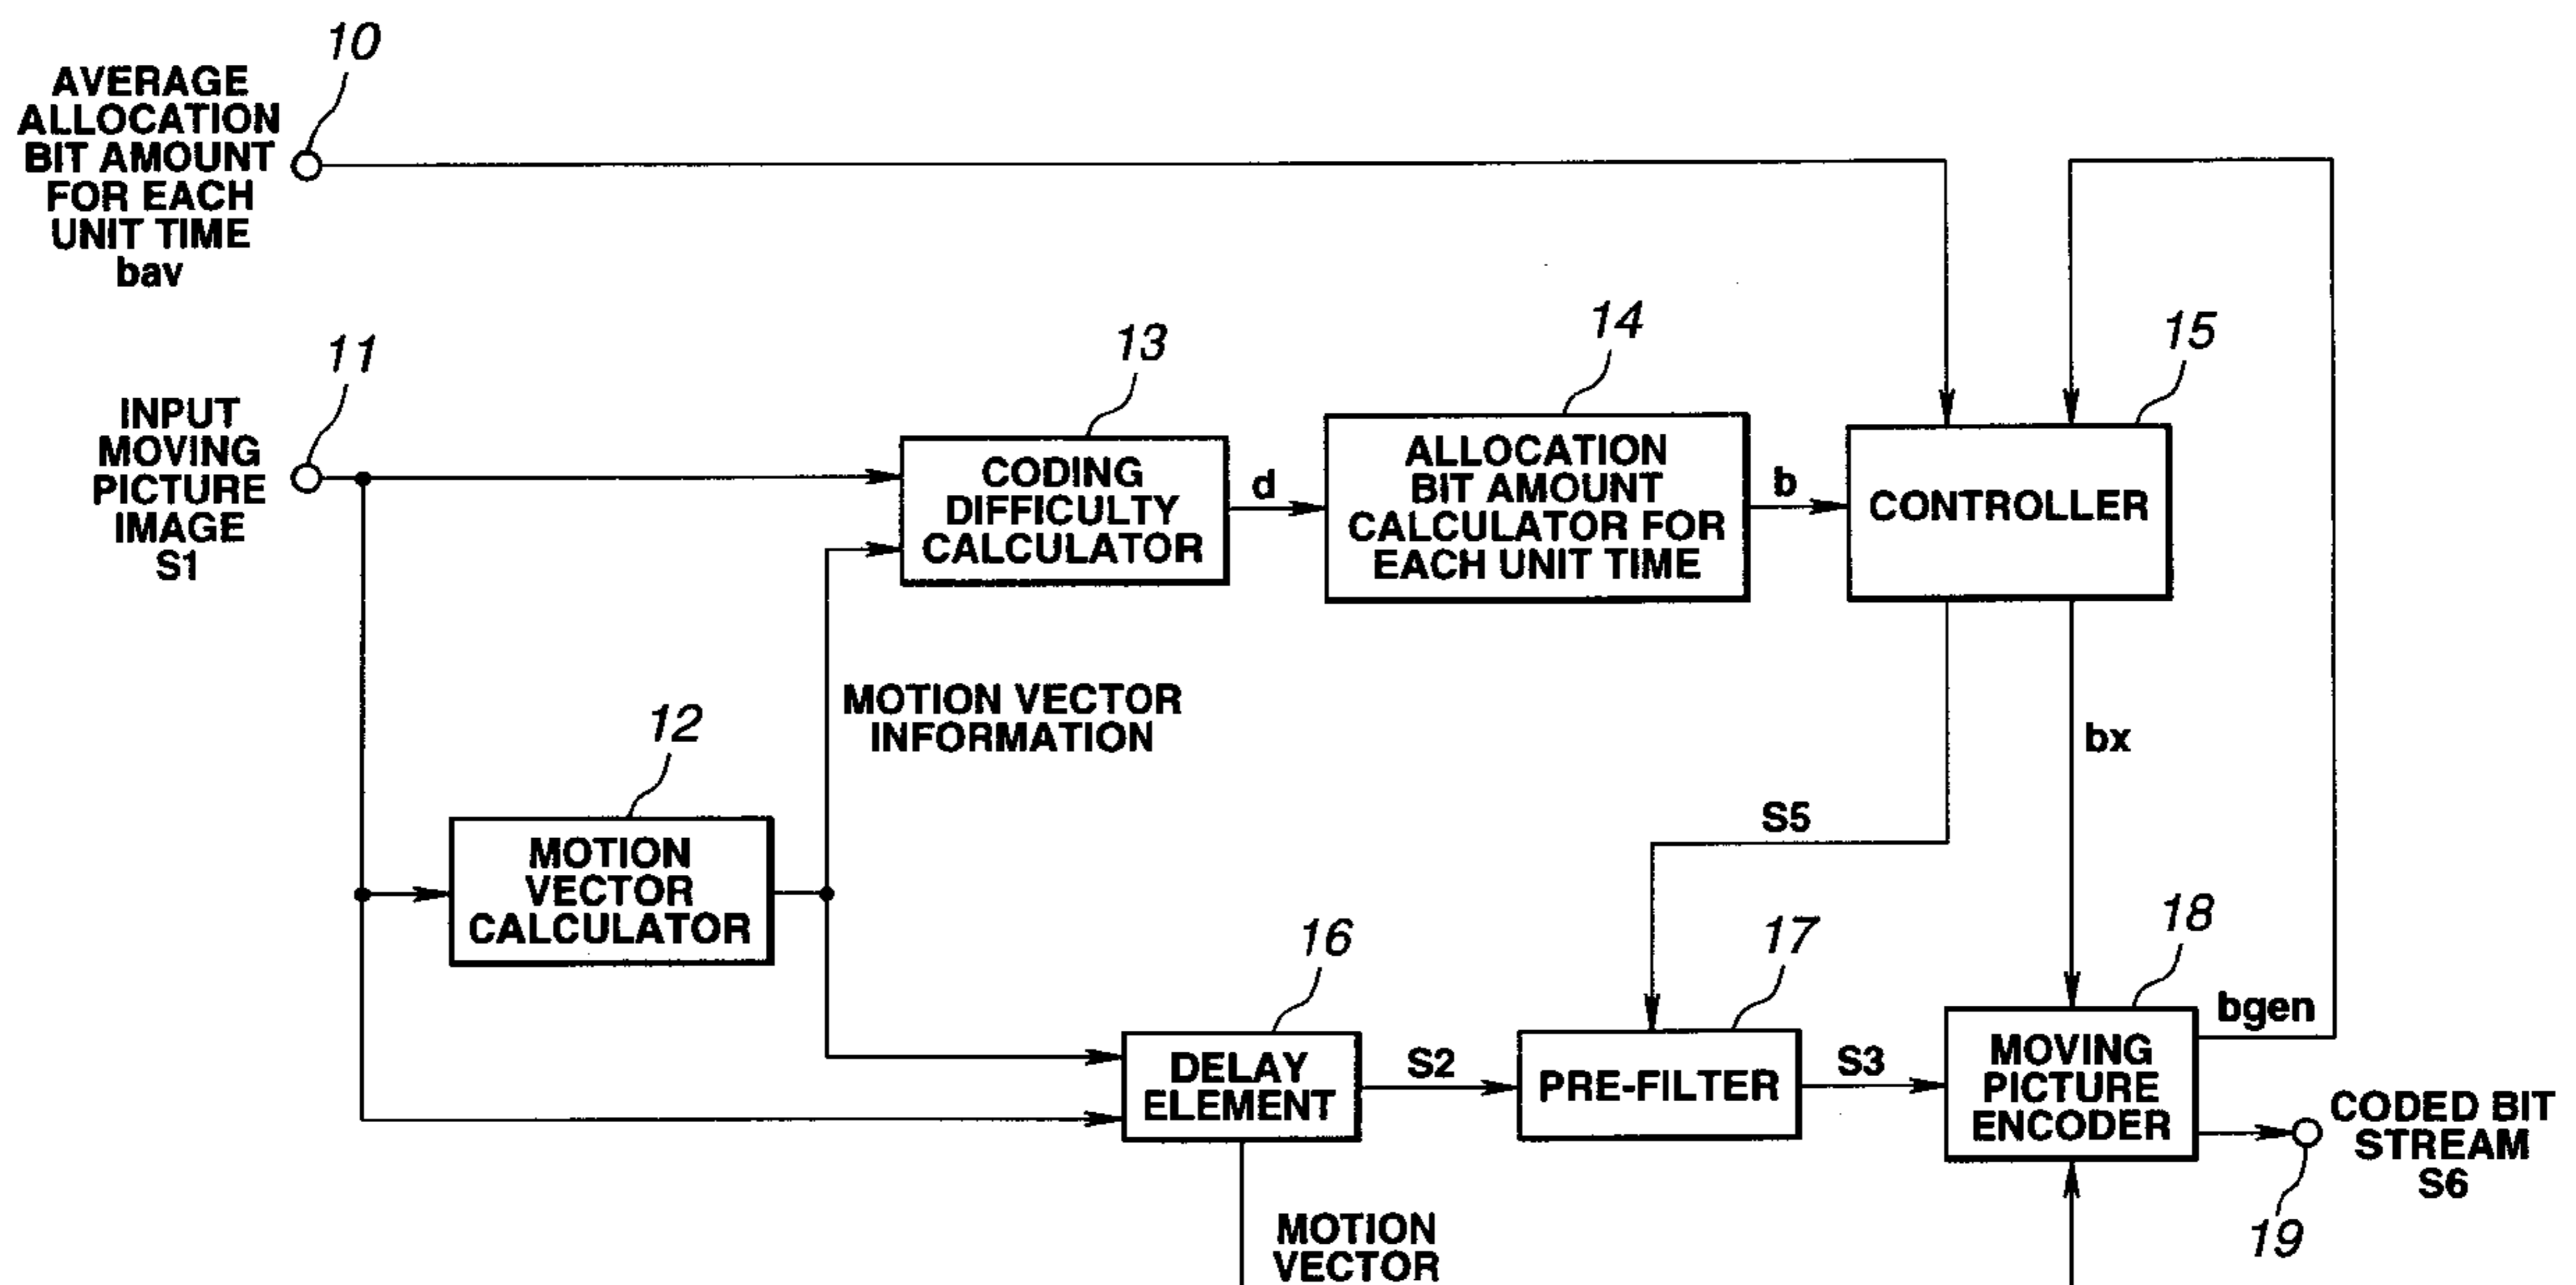 10
AVERAGE
ALLOCATION
BIT AMOUNT
FOR EACH
UNIT TIME
bav
11
INPUT
MOVING
PICTURE
IMAGE
S1
13
CODING
DIFFICULTY
CALCULATOR
d
14
ALLOCATION
BIT AMOUNT
CALCULATOR FOR
EACH UNIT TIME
b
15
CONTROLLER
MOTION VECTOR
INFORMATION
bx
S5
12
MOTION
VECTOR
CALCULATOR
16
DELAY
ELEMENT
S2
17
PRE-FILTER
S3
18
MOVING
PICTURE
ENCODER
bgen
CODED BIT
STREAM
S6
19
MOTION
VECTOR